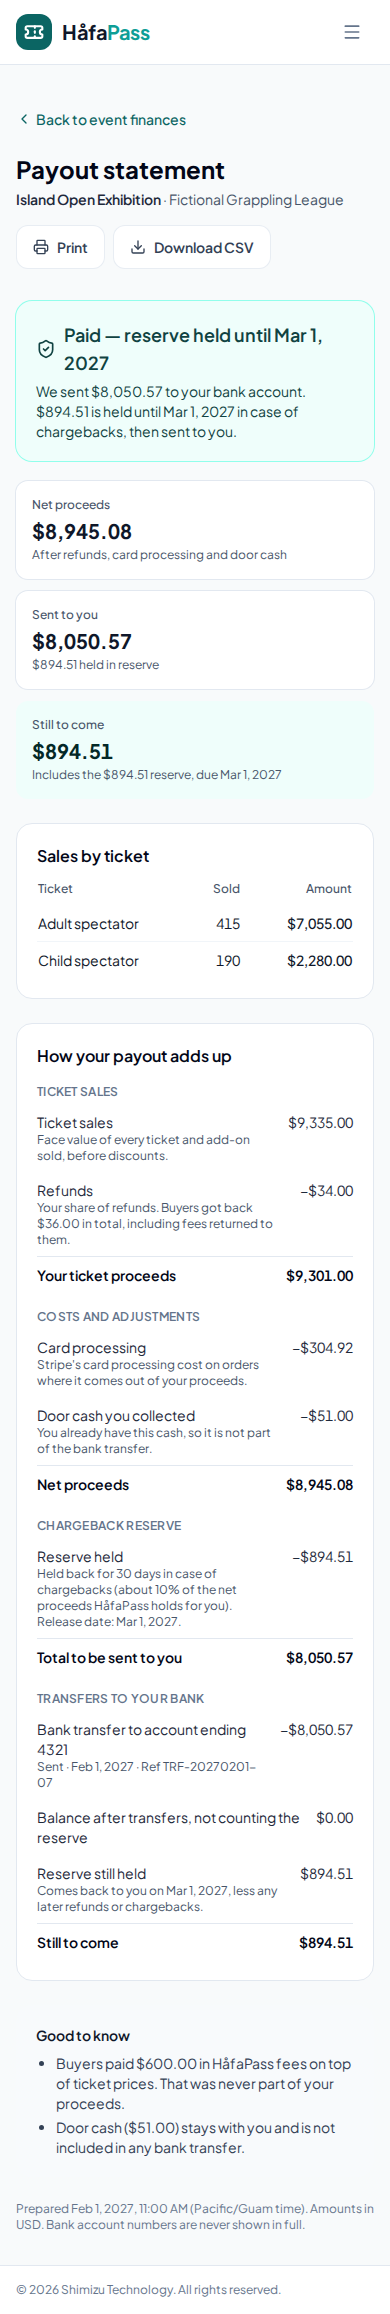 HåfaPass
Back to event finances
Payout statement
Island Open Exhibition · Fictional Grappling League
Print
Download CSV
Paid — reserve held until Mar 1,
2027
We sent $8,050.57 to your bank account.
$894.51 is held until Mar 1, 2027 in case of
chargebacks, then sent to you.
Net proceeds
$8,945.08
After refunds, card processing and door cash
Sent to you
$8,050.57
$894.51 held in reserve
Still to come
$894.51
Includes the $894.51 reserve, due Mar 1, 2027
Sales by ticket
Ticket Sold Amount
Adult spectator 415 $7,055.00
Child spectator 190 $2,280.00
How your payout adds up
TICKET SALES
Ticket sales $9,335.00
Face value of every ticket and add-on
sold, before discounts.
Refunds –$34.00
Your share of refunds. Buyers got back
$36.00 in total, including fees returned to
them.
Your ticket proceeds $9,301.00
COSTS AND ADJUSTMENTS
Card processing –$304.92
Stripe's card processing cost on orders
where it comes out of your proceeds.
Door cash you collected –$51.00
You already have this cash, so it is not part
of the bank transfer.
Net proceeds $8,945.08
CHARGEBACK RESERVE
Reserve held –$894.51
Held back for 30 days in case of
chargebacks (about 10% of the net
proceeds HåfaPass holds for you).
Release date: Mar 1, 2027.
Total to be sent to you $8,050.57
TRANSFERS TO YOUR BANK
Bank transfer to account ending –$8,050.57
4321
Sent · Feb 1, 2027 · Ref TRF-20270201-
07
Balance after transfers, not counting the $0.00
reserve
Reserve still held $894.51
Comes back to you on Mar 1, 2027, less any
later refunds or chargebacks.
Still to come $894.51
Good to know
• Buyers paid $600.00 in HåfaPass fees on top
of ticket prices. That was never part of your
proceeds.
• Door cash ($51.00) stays with you and is not
included in any bank transfer.
Prepared Feb 1, 2027, 11:00 AM (Pacific/Guam time). Amounts in
USD. Bank account numbers are never shown in full.
© 2026 Shimizu Technology. All rights reserved.